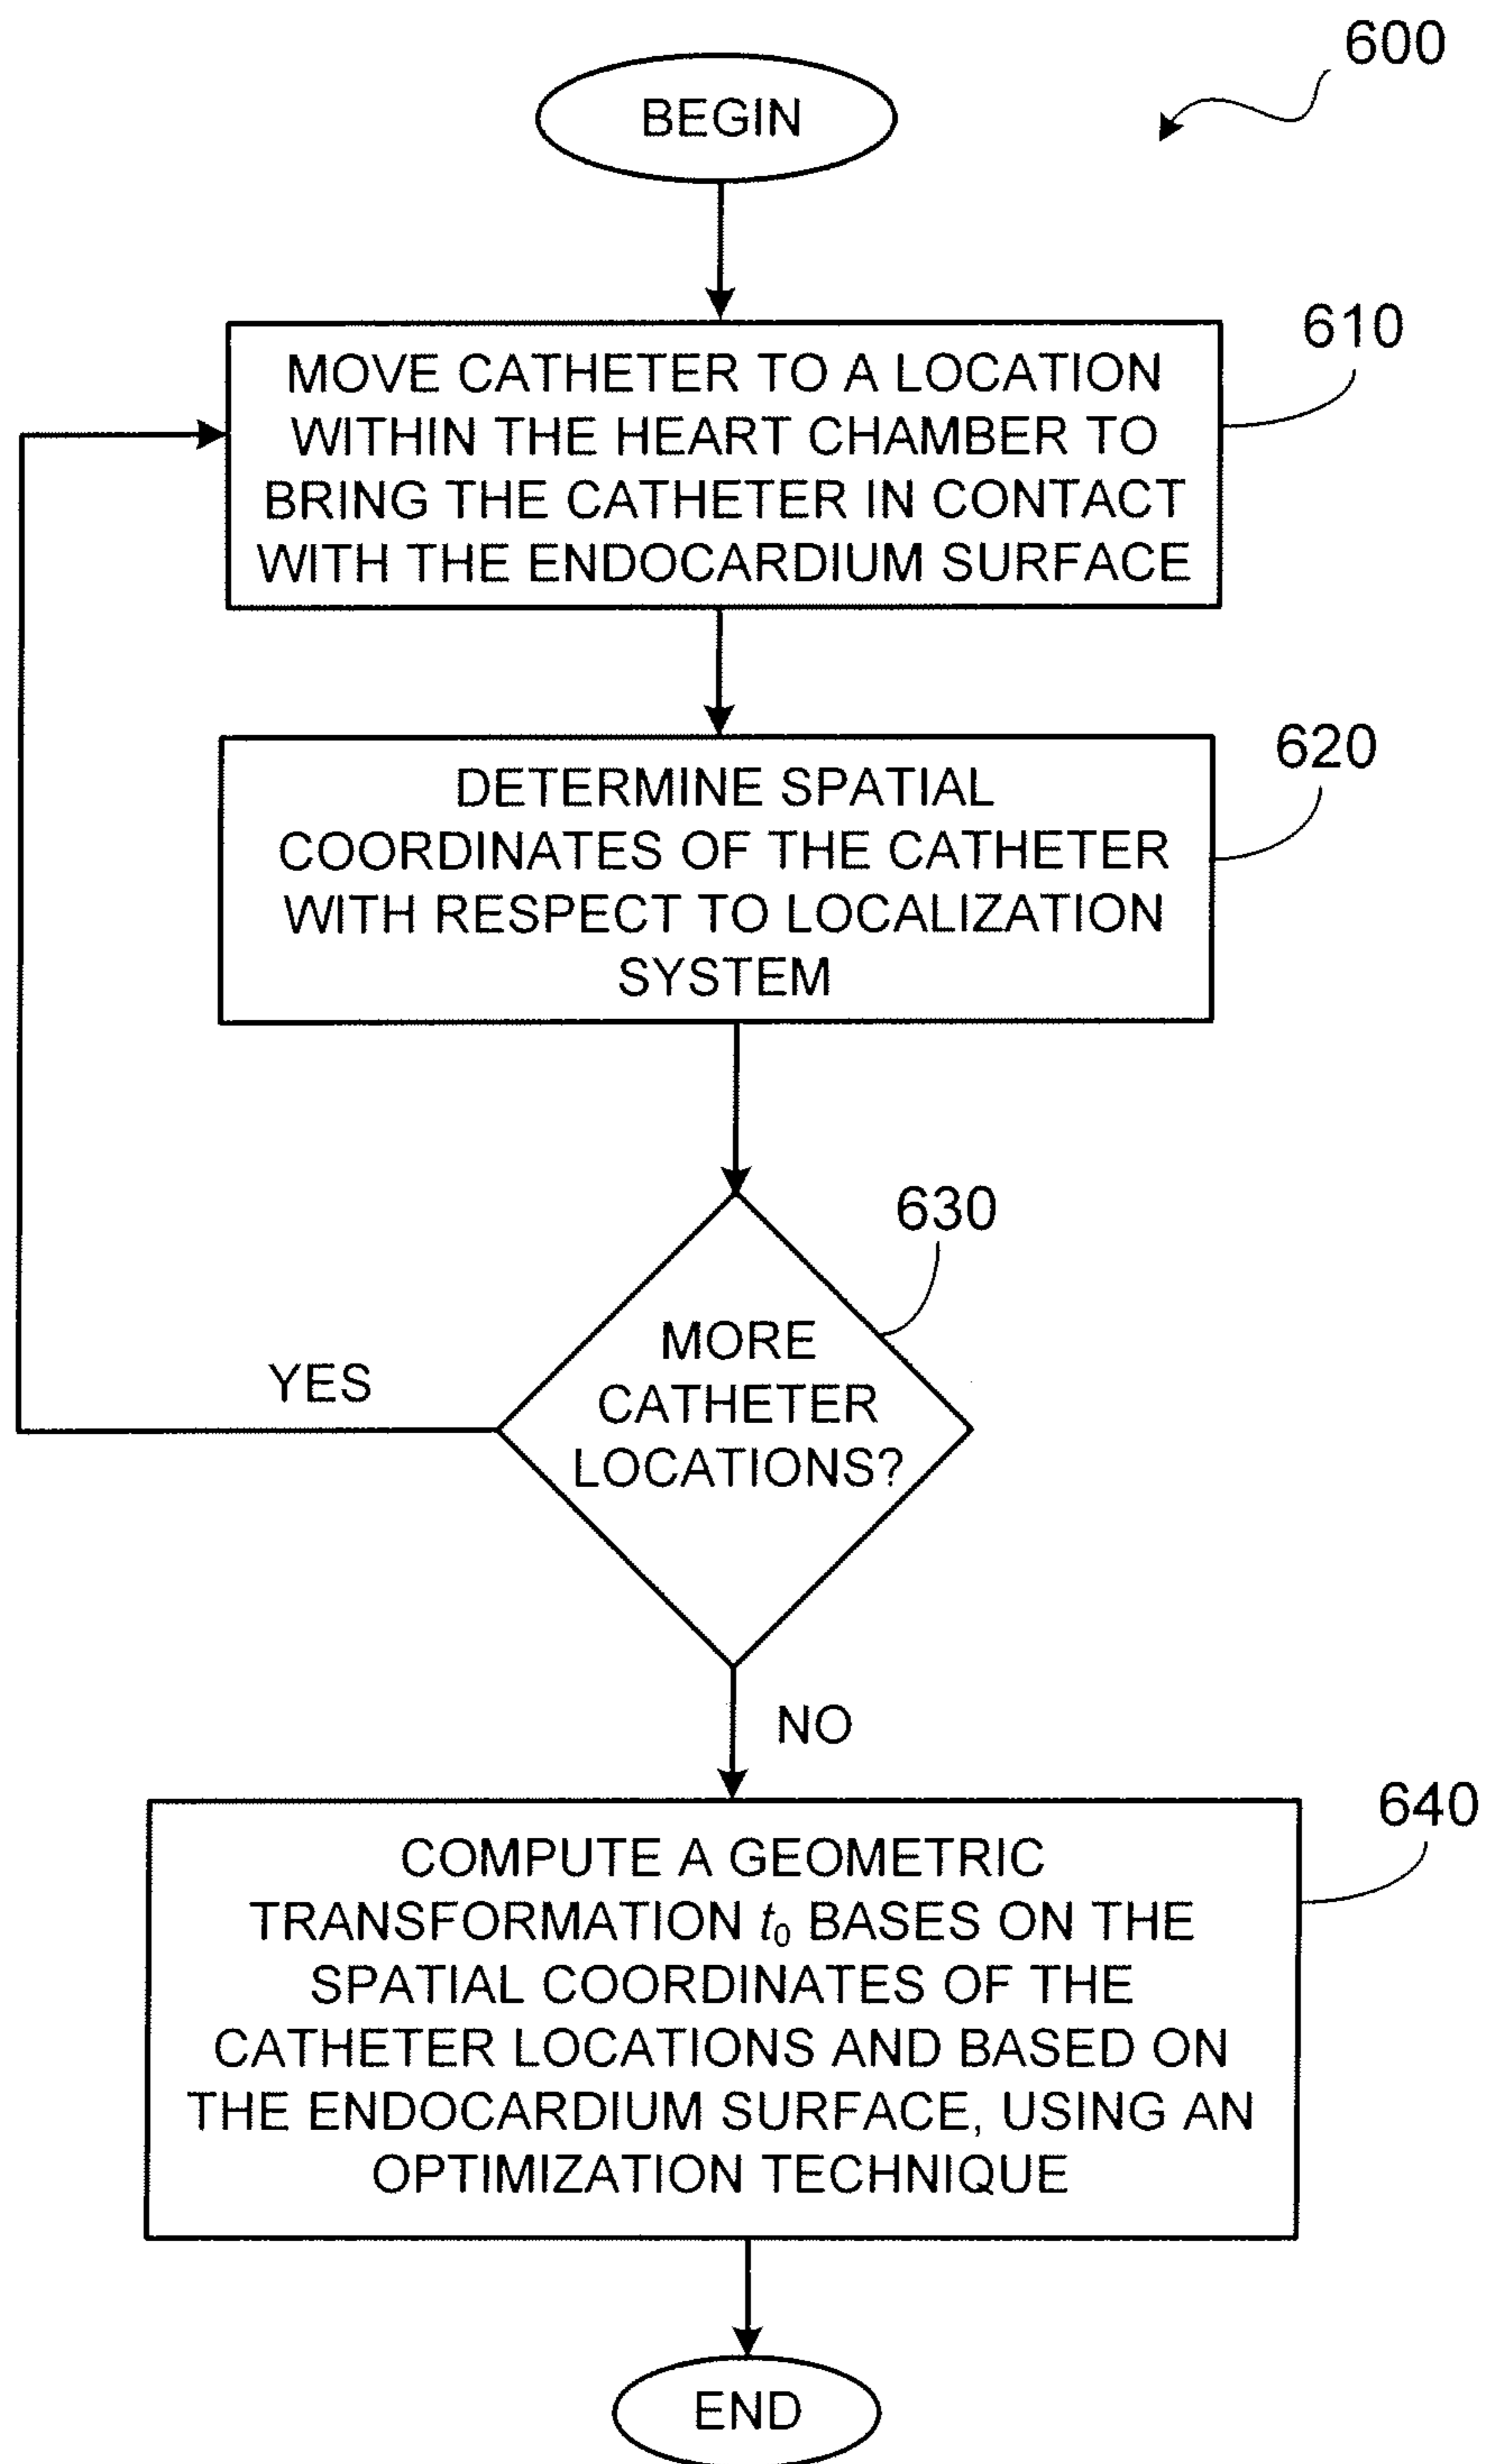 600
BEGIN
610
MOVE CATHETER TO A LOCATION
WITHIN THE HEART CHAMBER TO
BRING THE CATHETER IN CONTACT
WITH THE ENDOCARDIUM SURFACE
620
DETERMINE SPATIAL
COORDINATES OF THE CATHETER
WITH RESPECT TO LOCALIZATION
SYSTEM
630
MORE
CATHETER
LOCATIONS?
YES
NO
640
COMPUTE A GEOMETRIC
TRANSFORMATION t₀ BASES ON THE
SPATIAL COORDINATES OF THE
CATHETER LOCATIONS AND BASED ON
THE ENDOCARDIUM SURFACE, USING AN
OPTIMIZATION TECHNIQUE
END